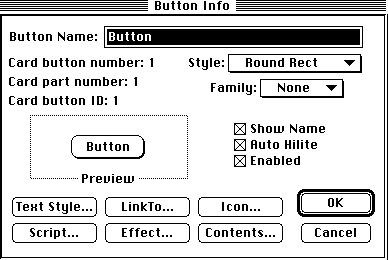 Button Info
Button Name: Button
Card button number: 1 Style: Round Rect
Card part number: 1 Family: None
Card button ID: 1
Button
Preview
Show Name
Auto Hilite
Enabled
Text Style... LinkTo... Icon... OK
Script... Effect... Contents... Cancel